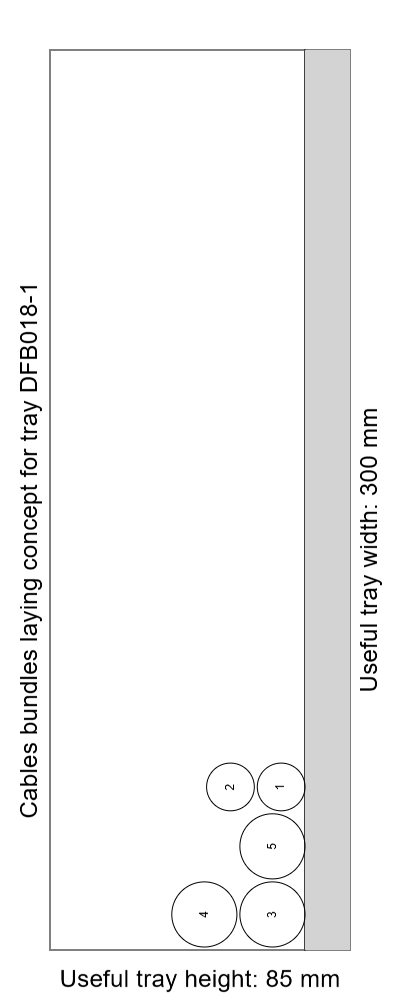 Cables bundles laying concept for tray DFB018-1
2
1
5
4
3
Useful tray width: 300 mm
Useful tray height: 85 mm